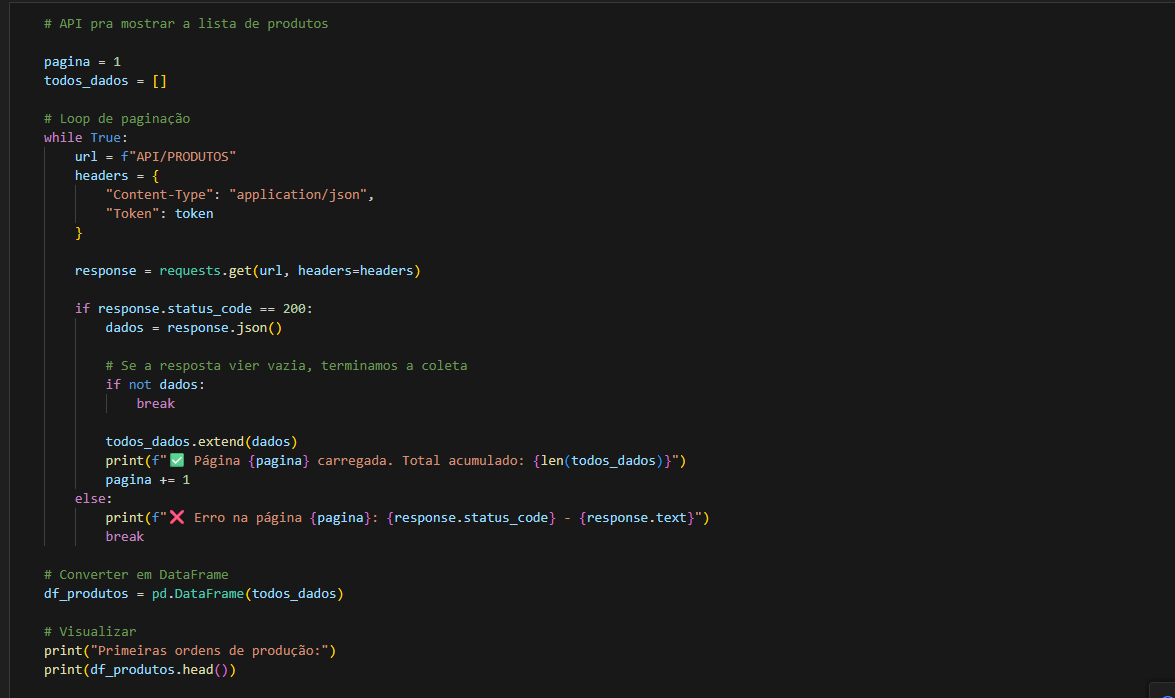 # API pra mostrar a lista de produtos
pagina = 1
todos_dados = []
# Loop de paginação
while True:
url = f"API/PRODUTOS"
headers = {
"Content-Type": "application/json",
"Token": token
}
response = requests.get(url, headers=headers)
if response.status_code == 200:
dados = response.json()
# Se a resposta vier vazia, terminamos a coleta
if not dados:
break
todos_dados.extend(dados)
print(f"✅ Página {pagina} carregada. Total acumulado: {len(todos_dados)}")
pagina += 1
else:
print(f"❌ Erro na página {pagina}: {response.status_code} - {response.text}")
break
# Converter em DataFrame
df_produtos = pd.DataFrame(todos_dados)
# Visualizar
print("Primeiras ordens de produção:")
print(df_produtos.head())